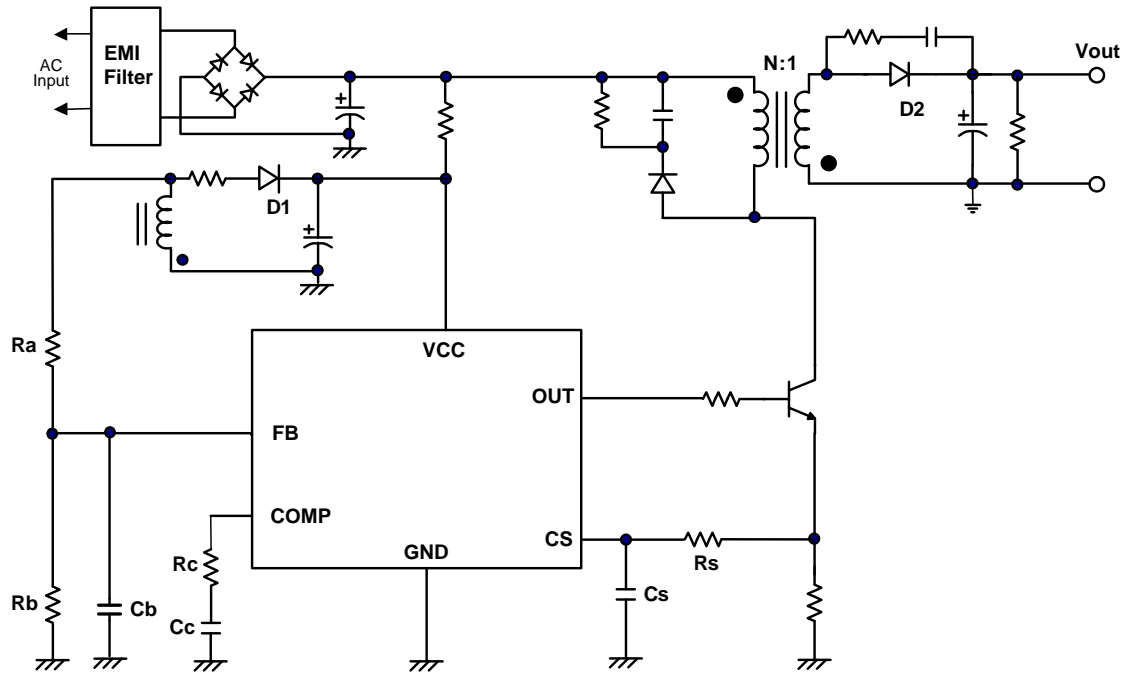 AC
Input
EMI
Filter
N:1
Vout
D2
D1
Ra
VCC
OUT
FB
COMP
CS
GND
Rs
Rc
Rb
Cb
Cc
Cs